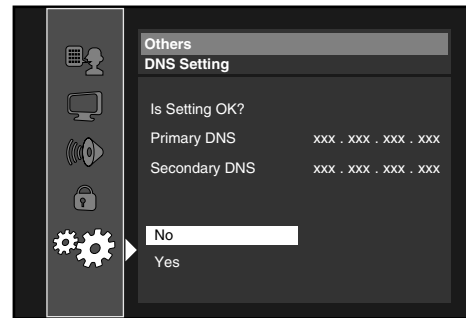 Others
DNS Setting
Is Setting OK?
Primary DNS xxx . xxx . xxx . xxx
Secondary DNS xxx . xxx . xxx . xxx
No
Yes